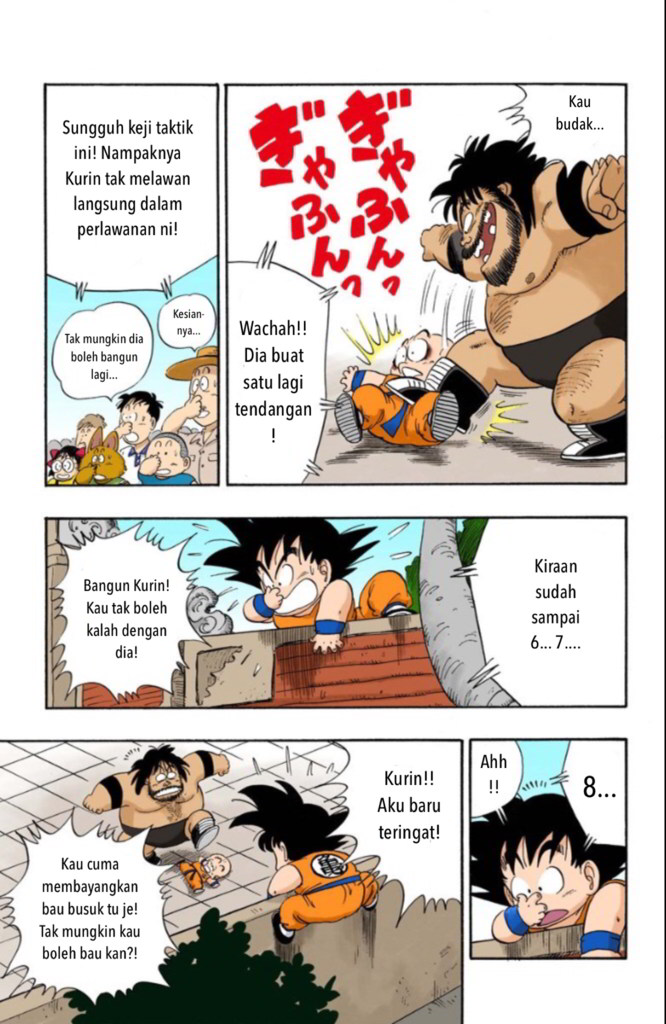 Kau
budak...
ぎゃふんっ
ぎゃふんっ
Wachah!!
Dia buat
satu lagi
tendangan
!
Sungguh keji taktik
ini! Nampaknya
Kurin tak melawan
langsung dalam
perlawanan ni!
Kesian-
nya...
Tak mungkin dia
boleh bangun
lagi...
Kiraan
sudah
sampai
6... 7....
Bangun Kurin!
Kau tak boleh
kalah dengan
dia!
8...
Ahh
!!
Kurin!!
Aku baru
teringat!
Kau cuma
membayangkan
bau busuk tu je!
Tak mungkin kau
boleh bau kan?!